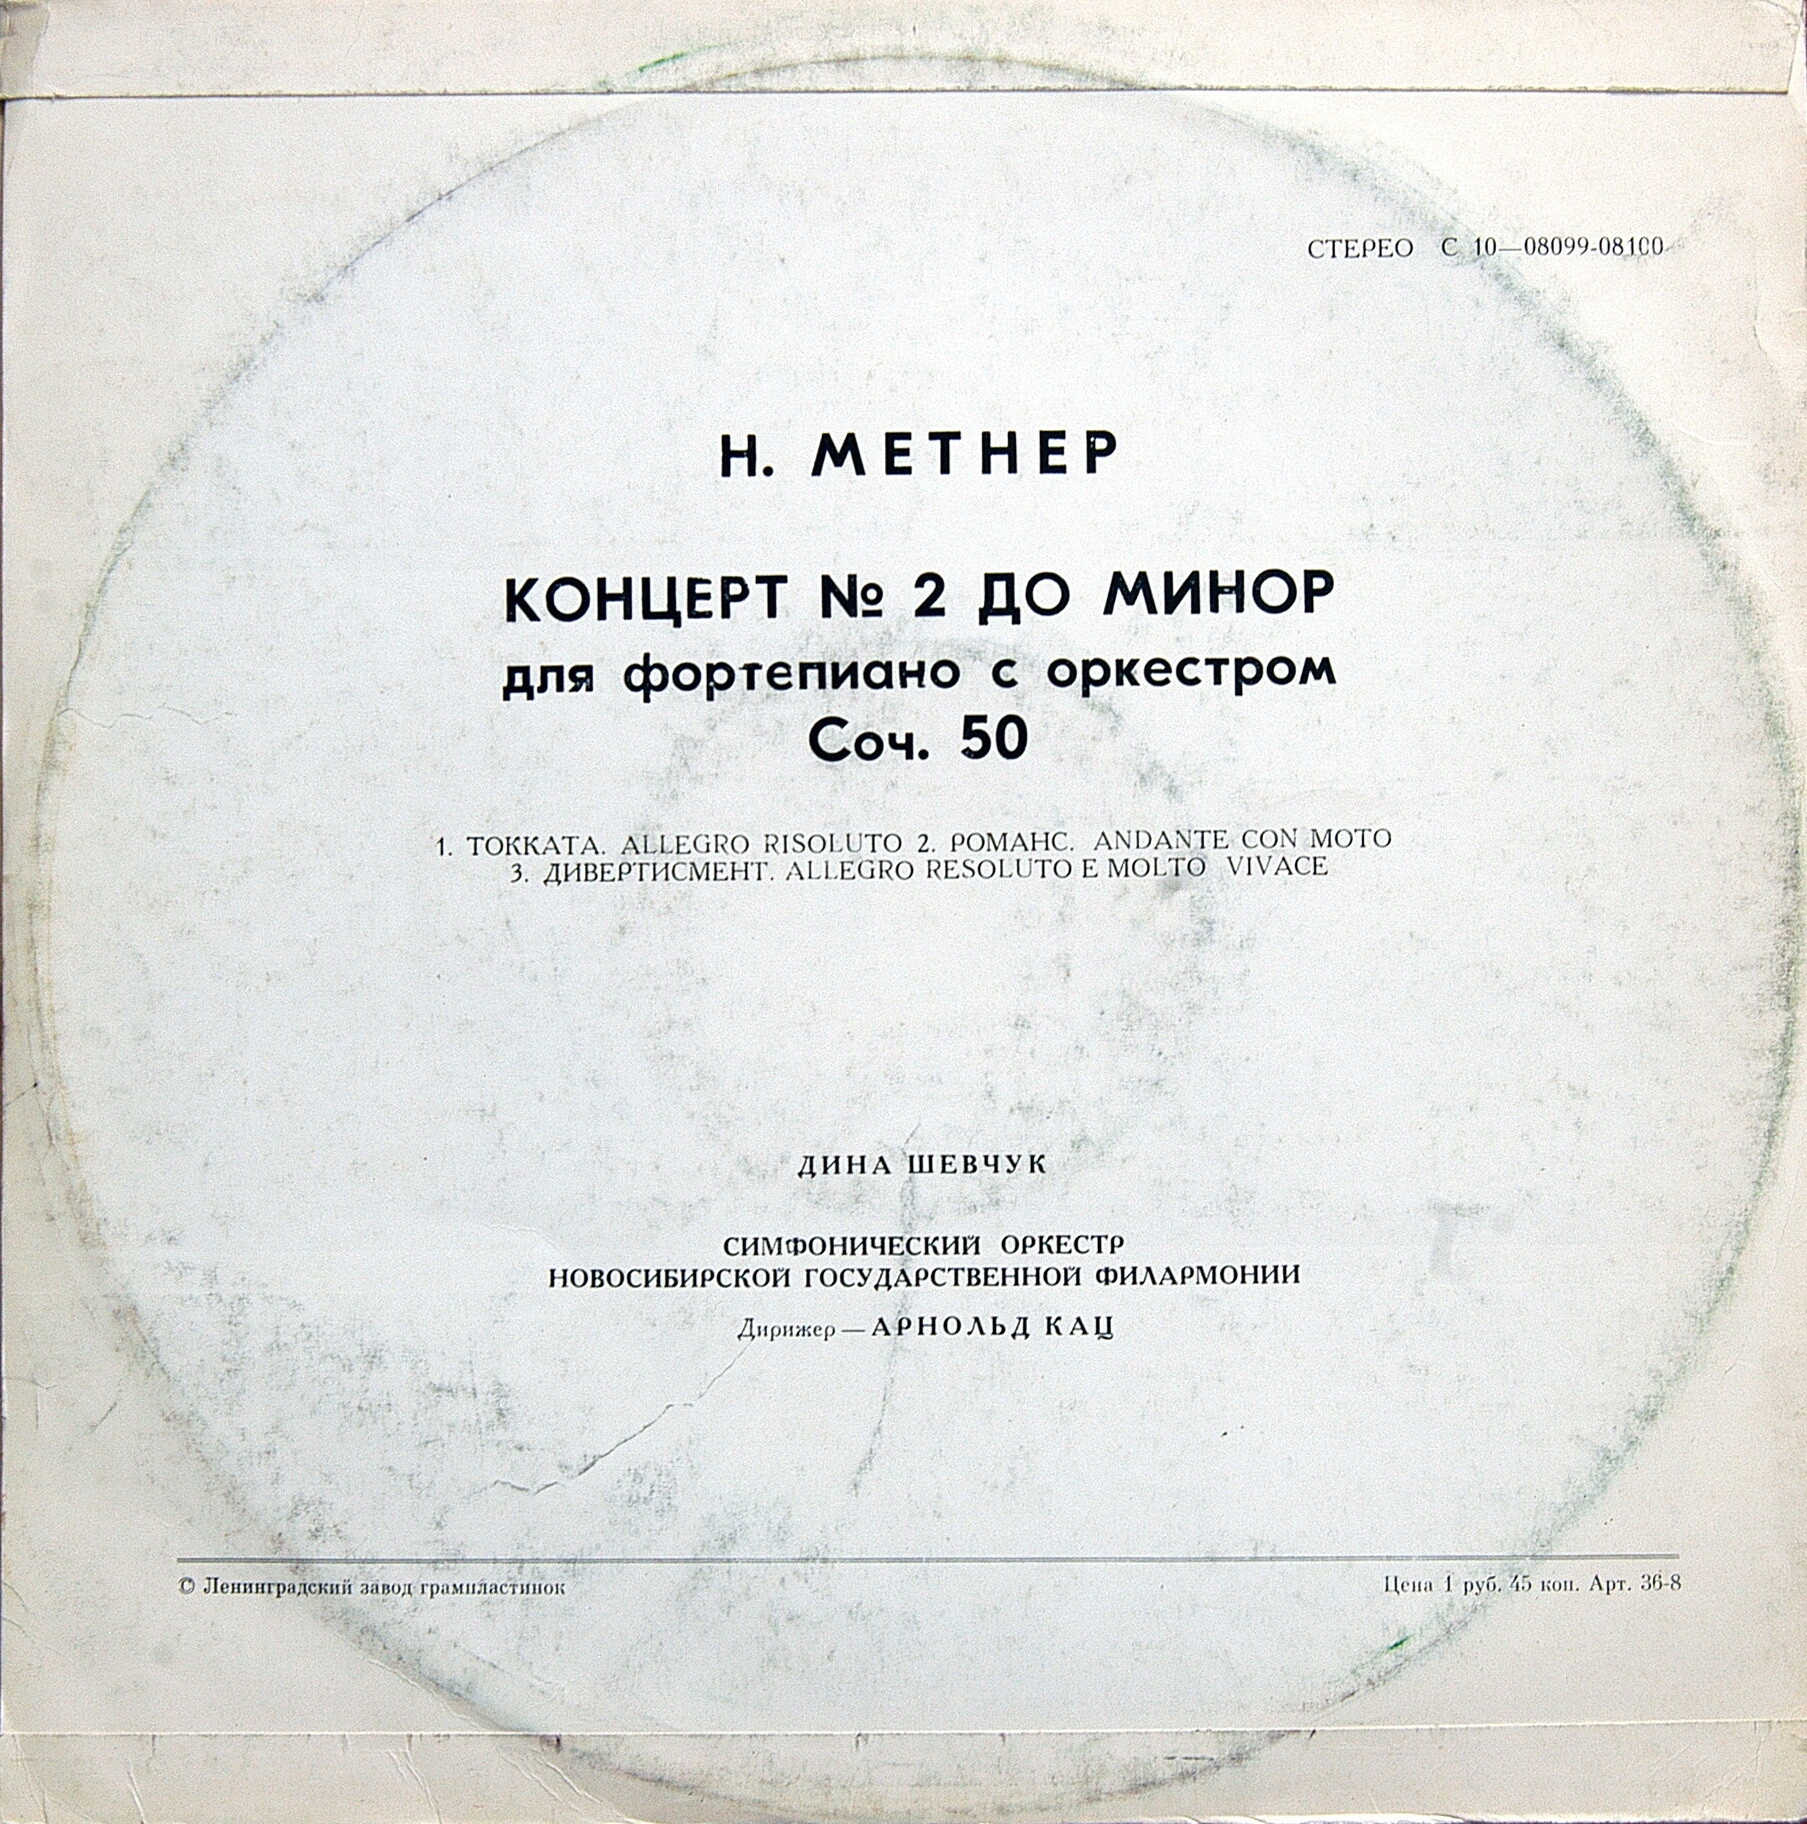 СТЕРЕО С 10—08099-08100
Н. МЕТНЕР
КОНЦЕРТ № 2 ДО МИНОР
для фортепиано с оркестром
Соч. 50
1. ТОККАТА. ALLEGRO RISOLUTO 2. РОМАНС. ANDANTE CON MOTO
3. ДИВЕРТИСМЕНТ. ALLEGRO RESOLUTO E MOLTO VIVACE
ДИНА ШЕВЧУК
СИМФОНИЧЕСКИЙ ОРКЕСТР
НОВОСИБИРСКОЙ ГОСУДАРСТВЕННОЙ ФИЛАРМОНИИ
Дирижер — АРНОЛЬД КАЦ
© Ленинградский завод грампластинок
Цена 1 руб. 45 коп. Арт. 36-8